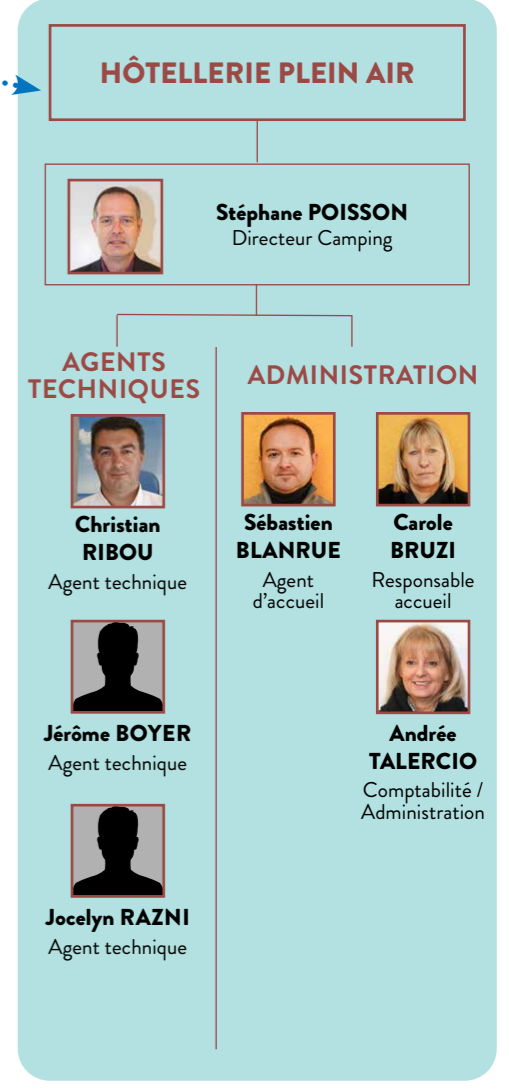 HÔTELLERIE PLEIN AIR
Stéphane POISSON
Directeur Camping
AGENTS
TECHNIQUES
Christian
RIBOU
Agent technique
Jérôme BOYER
Agent technique
Jocelyn RAZNI
Agent technique
ADMINISTRATION
Sébastien
BLANRUE
Agent
d'accueil
Carole
BRUZI
Responsable
accueil
Andrée
TALERCIO
Comptabilité /
Administration